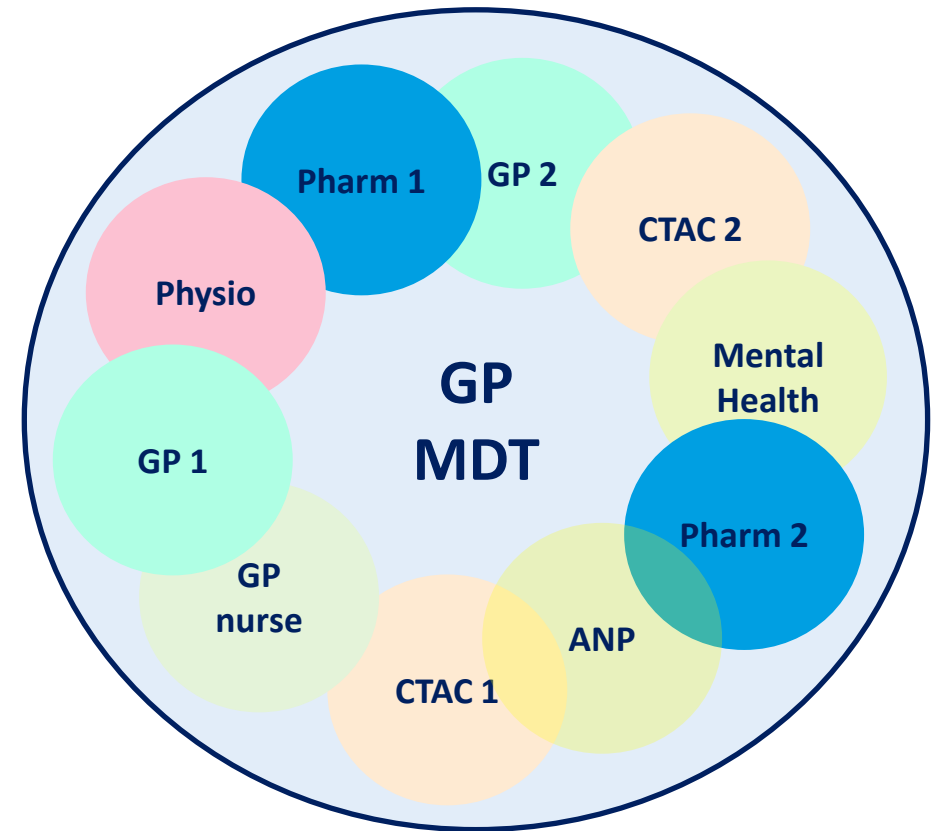 Pharm 1
GP 2
CTAC 2
Physio
Mental
Health
GP
MDT
GP 1
Pharm 2
GP
nurse
ANP
CTAC 1